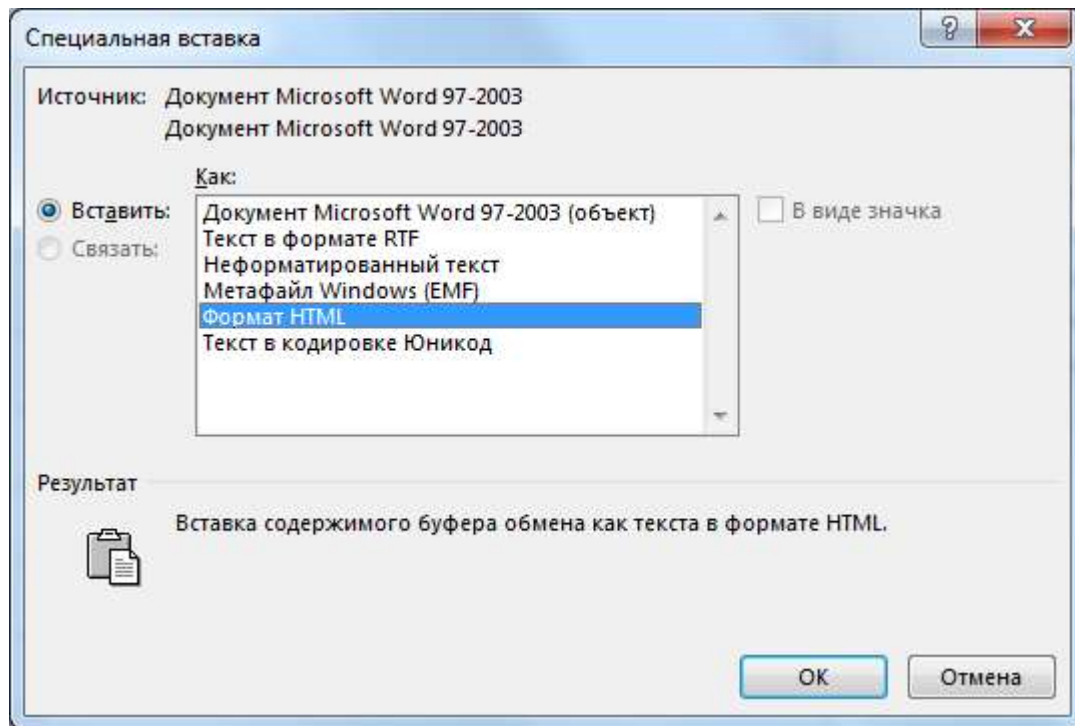 Специальная вставка
?
Источник: Документ Microsoft Word 97-2003
Документ Microsoft Word 97-2003
Как:
Вставить:
Связать:
Документ Microsoft Word 97-2003 (объект)
Текст в формате RTF
Неформатированный текст
Метафайл Windows (EMF)
Формат HTML
Текст в кодировке Юникод
В виде значка
Результат
Вставка содержимого буфера обмена как текста в формате HTML.
ОК
Отмена